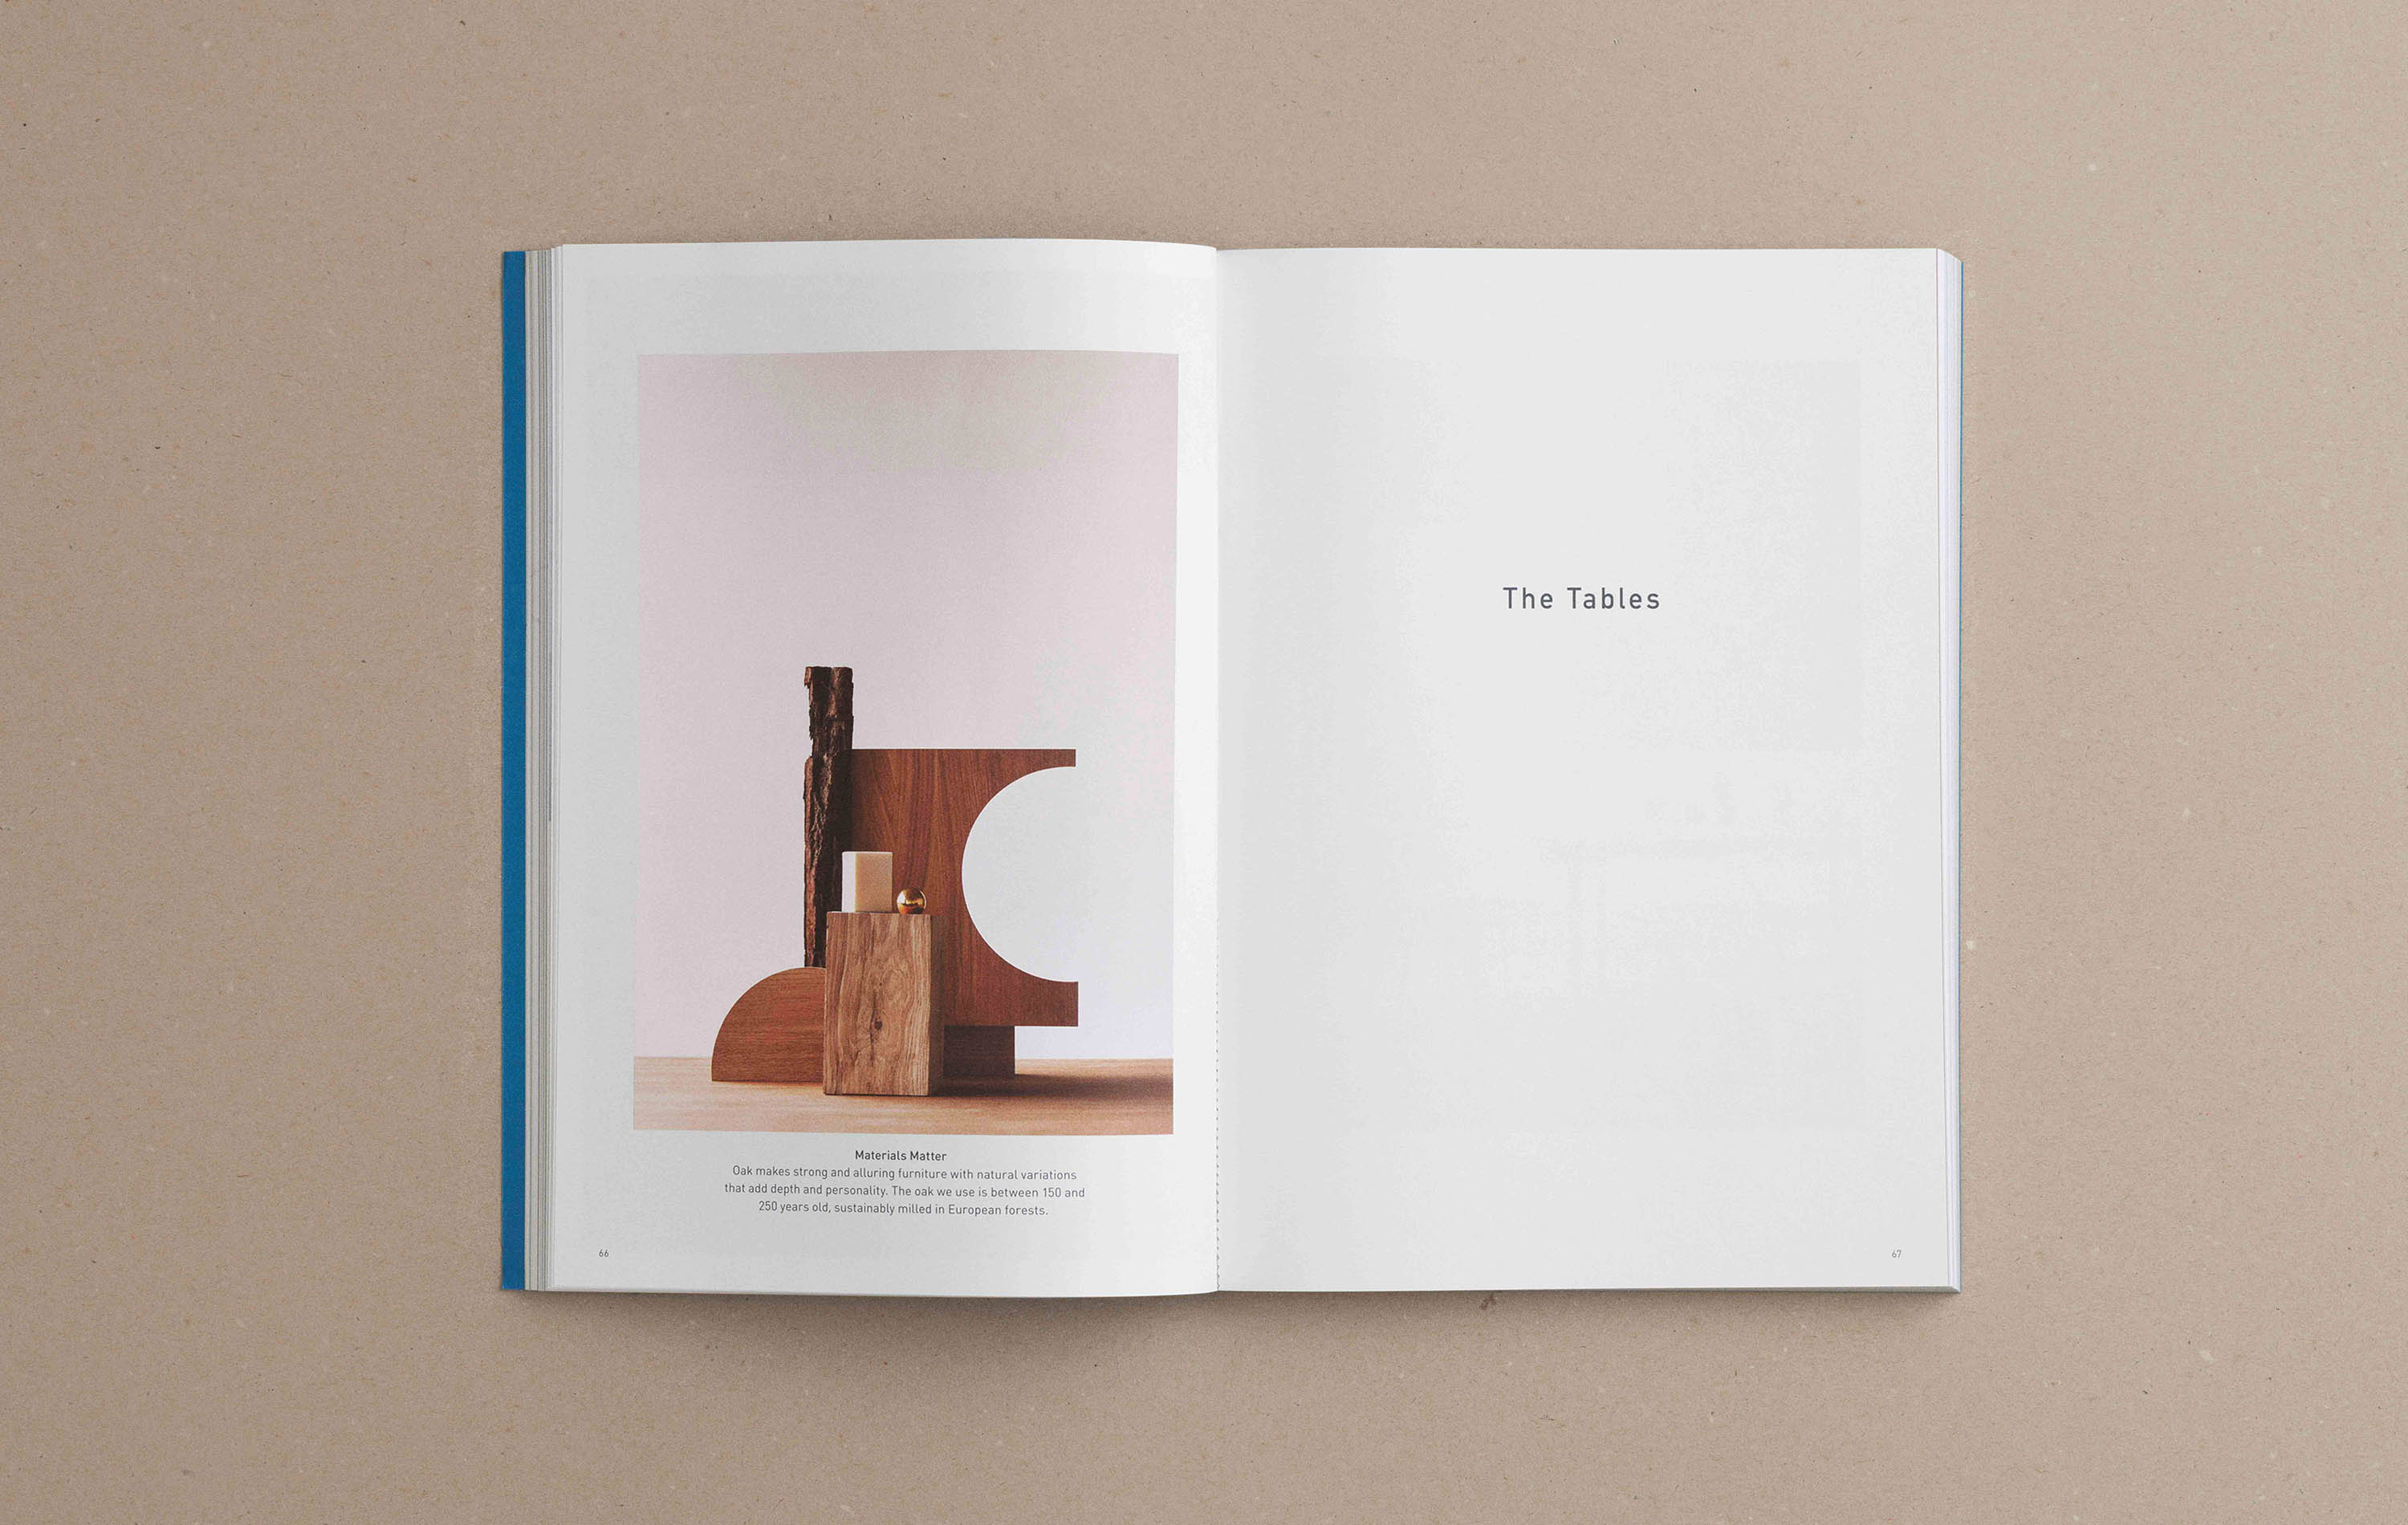 Materials Matter
Oak makes strong and alluring furniture with natural variations
that add depth and personality. The oak we use is between 150 and
250 years old, sustainably milled in European forests.
66
The Tables
67